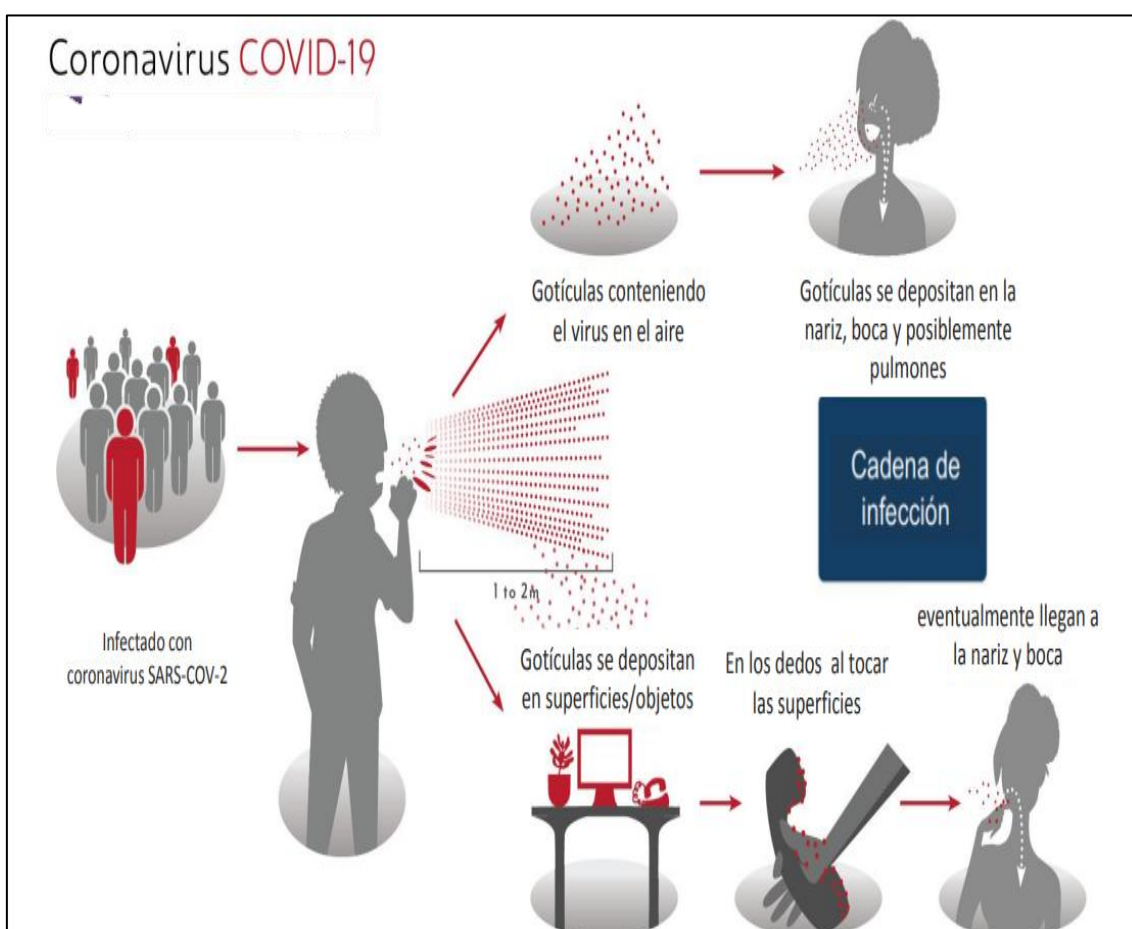 Coronavirus COVID-19
Gotículas conteniendo
el virus en el aire
Gotículas se depositan en la
nariz, boca y posiblemente
pulmones
Cadena de
infección
1 to 2m
Infectado con
coronavirus SARS-COV-2
Gotículas se depositan
en superficies/objetos
En los dedos al tocar
las superficies
eventualmente llegan a
la nariz y boca